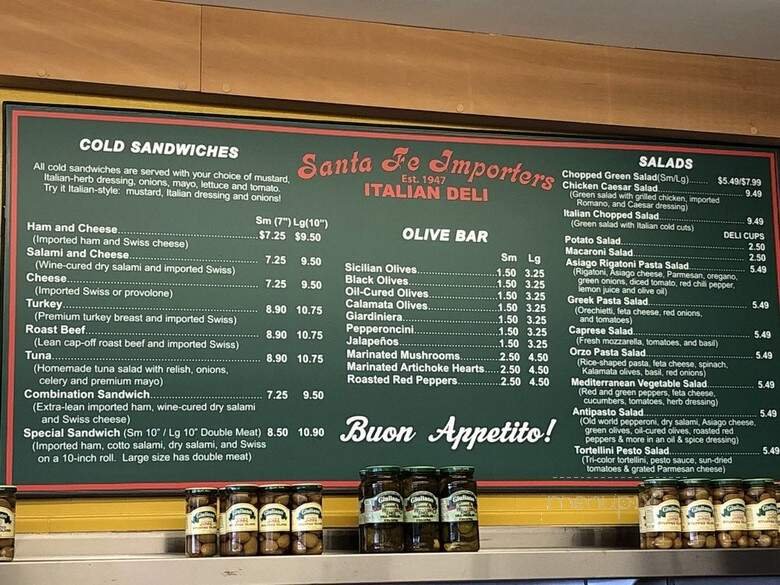 COLD SANDWICHES
All cold sandwiches are served with your choice of mustard,
Italian-herb dressing, onions, mayo, lettuce and tomato.
Try it Italian-style: mustard, Italian dressing and onions!
Sm (7") Lg(10")
Ham and Cheese $7.25 $9.50
(Imported ham and Swiss cheese)
Salami and Cheese 7.25 9.50
(Wine-cured dry salami and imported Swiss)
Cheese 7.25 9.50
(Imported Swiss or provolone)
Turkey 8.90 10.75
(Premium turkey breast and imported Swiss)
Roast Beef 8.90 10.75
(Lean cap-off roast beef and imported Swiss)
Tuna 8.90 10.75
(Homemade tuna salad with relish, onions,
celery and premium mayo)
Combination Sandwich 7.25 9.50
(Extra-lean imported ham, wine-cured dry salami
and Swiss cheese)
Special Sandwich (Sm 10" / Lg 10" Double Meat) 8.50 10.90
(Imported ham, cotto salami, dry salami, and Swiss
on a 10-inch roll. Large size has double meat)
Santa Fe Importers
Est. 1947
ITALIAN DELI
OLIVE BAR
Sm Lg
Sicilian Olives 1.50 3.25
Black Olives 1.50 3.25
Oil-Cured Olives 1.50 3.25
Calamata Olives 1.50 3.25
Giardiniera 1.50 3.25
Pepperoncini 1.50 3.25
Jalapeños 1.50 3.25
Marinated Mushrooms 2.50 4.50
Marinated Artichoke Hearts 2.50 4.50
Roasted Red Peppers 2.50 4.50
Buon Appetito!
SALADS
Chopped Green Salad(Sm/Lg) $5.49/$7.99
Chicken Caesar Salad 9.49
(Green salad with grilled chicken, imported
Romano, and Caesar dressing)
Italian Chopped Salad 9.49
(Green salad with Italian cold cuts)
DELI CUPS
Potato Salad 2.50
Macaroni Salad 2.50
Asiago Rigatoni Pasta Salad 5.49
(Rigatoni, Asiago cheese, Parmesan, oregano,
green onions, diced tomato, red chili pepper,
lemon juice and olive oil)
Greek Pasta Salad 5.49
(Orechietti, feta cheese, red onions,
and tomatoes)
Caprese Salad 5.49
(Fresh mozzarella, tomatoes, and basil)
Orzo Pasta Salad 5.49
(Rice-shaped pasta, feta cheese, spinach,
Kalamata olives, basil, red onions)
Mediterranean Vegetable Salad 5.49
(Red and green peppers, feta cheese,
cucumbers, tomatoes, herb dressing)
Antipasto Salad 5.49
(Old world pepperoni, dry salami, Asiago cheese,
green olives, oil-cured olives, roasted red
peppers & more in oil & spice dressing)
Tortellini Pesto Salad 5.49
(Tri-color tortellini, pesto sauce, sun-dried
tomatoes & grated Parmesan cheese)
Giuliano
Giuliano
Giuliano
Giuliano
Giuliano
Giuliano